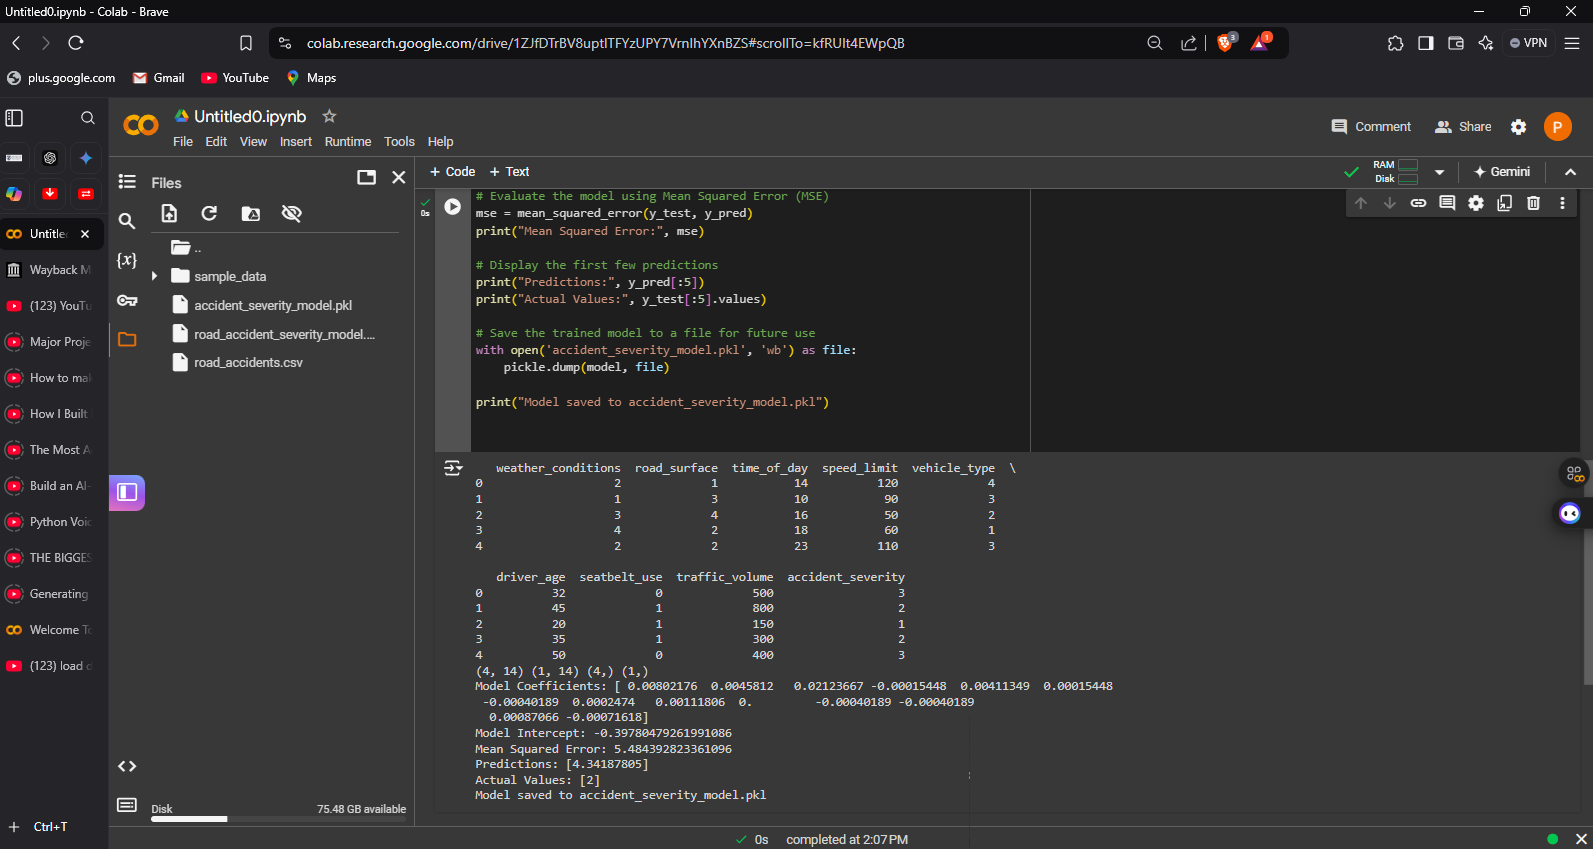 Untitled0.ipynb - Colab - Brave
colab.research.google.com/drive/1ZJfDTrBV8uptlTFYzUPY7VrnlhYXnBZS#scrollTo=kfRUlt4EWpQB
3
1
VPN
plus.google.com
Gmail
YouTube
Maps
Untitle
Wayback M
(123) YouTu
Major Proje
How to ma
How I Built
The Most A
Build an AI-
Python Voi
THE BIGGES
Generating
Welcome To
(123) load d
Ctrl+T
Untitled0.ipynb
File Edit View Insert Runtime Tools Help
Comment
Share
P
Files
..
sample_data
accident_severity_model.pkl
road_accident_severity_model....
road_accidents.csv
{x}
Disk 75.48 GB available
+ Code + Text
RAM
Disk
Gemini
0s
# Evaluate the model using Mean Squared Error (MSE)
mse = mean_squared_error(y_test, y_pred)
print("Mean Squared Error:", mse)
# Display the first few predictions
print("Predictions:", y_pred[:5])
print("Actual Values:", y_test[:5].values)
# Save the trained model to a file for future use
with open('accident_severity_model.pkl', 'wb') as file:
    pickle.dump(model, file)
print("Model saved to accident_severity_model.pkl")
weather_conditions road_surface time_of_day speed_limit vehicle_type \
0 2 1 14 120 4
1 1 3 10 90 3
2 3 4 16 50 2
3 4 2 18 60 1
4 2 2 23 110 3
driver_age seatbelt_use traffic_volume accident_severity
0 32 0 500 3
1 45 1 800 2
2 20 1 150 1
3 35 1 300 2
4 50 0 400 3
(4, 14) (1, 14) (4,) (1,)
Model Coefficients: [ 0.00802176 0.0045812 0.02123667 -0.00015448 0.00411349 0.00015448
-0.00040189 0.0002474 0.00111806 0. -0.00040189 -0.00040189
0.00087066 -0.00071618]
Model Intercept: -0.39780479261991086
Mean Squared Error: 5.484392823361096
Predictions: [4.34187805]
Actual Values: [2]
Model saved to accident_severity_model.pkl
0s completed at 2:07 PM